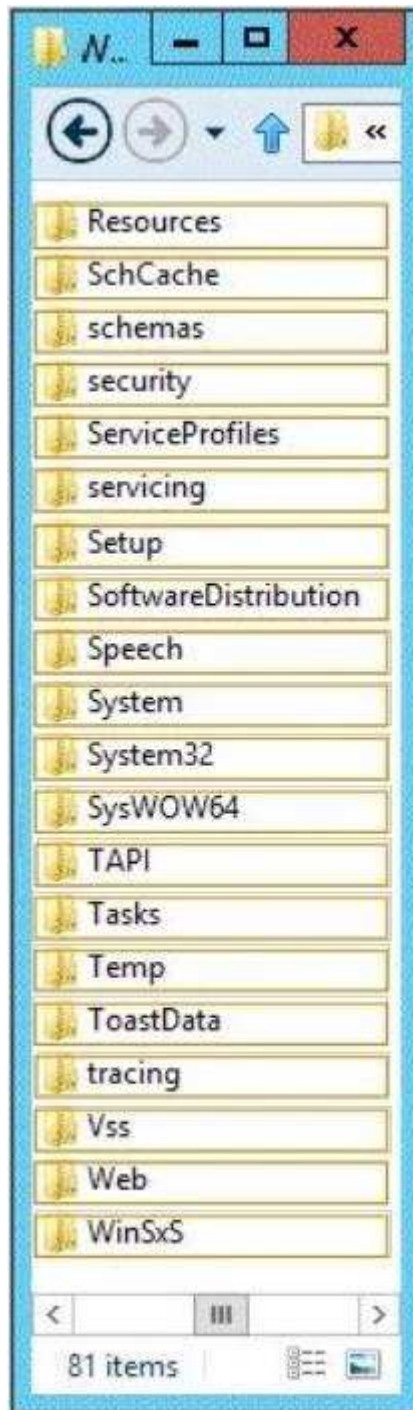 N...
«
Resources
SchCache
schemas
security
ServiceProfiles
servicing
Setup
SoftwareDistribution
Speech
System
System32
SysWOW64
TAPI
Tasks
Temp
ToastData
tracing
Vss
Web
WinSxS
81 items